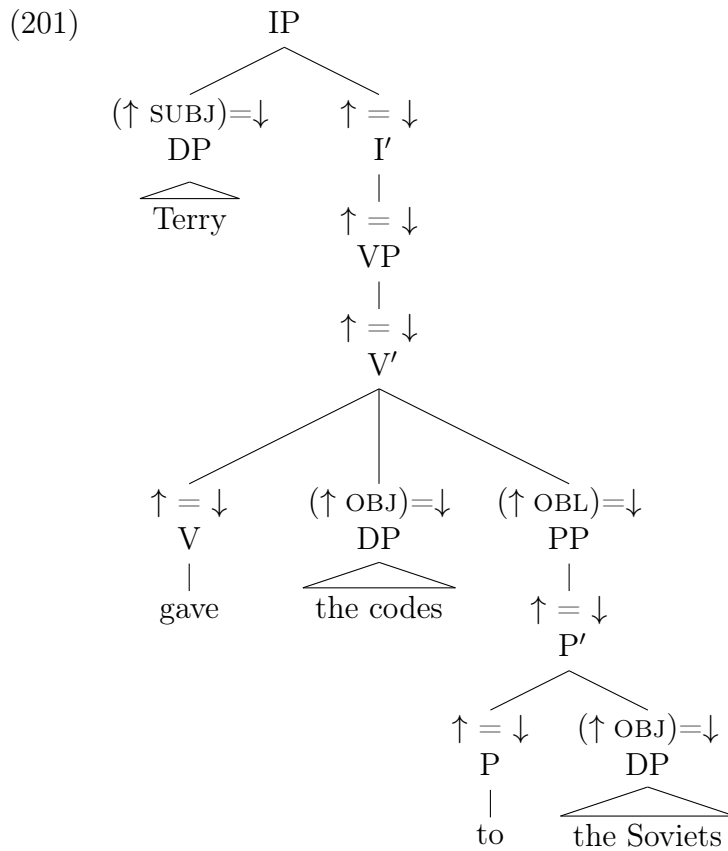 (201) IP
(↑ SUBJ)=↓ ↑ = ↓
DP I′
Terry ↑ = ↓
VP
↑ = ↓
V′
↑ = ↓ (↑ OBJ)=↓ (↑ OBL)=↓
V DP PP
gave the codes ↑ = ↓
P′
↑ = ↓ (↑ OBJ)=↓
P DP
to the Soviets